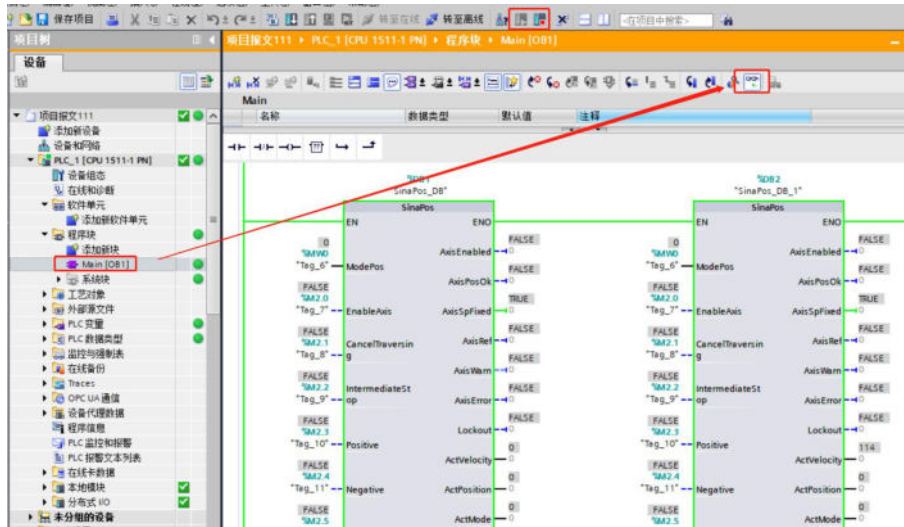 保存项目
转至在线
转至离线
<在项目中搜索>
项目树
项目报文111 ▸ PLC_1 [CPU 1511-1 PN] ▸ 程序块 ▸ Main [OB1]
设备
Main
名称 数据类型 默认值 注释
项目报文111
添加新设备
设备和网络
PLC_1 [CPU 1511-1 PN]
设备组态
在线和诊断
软件单元
添加新软件单元
程序块
添加新块
Main [OB1]
系统块
工艺对象
外部源文件
PLC 变量
PLC 数据类型
监控与强制表
在线备份
Traces
OPC UA 通信
设备代理数据
程序信息
PLC 监控和报警
PLC 报警文本列表
在线卡数据
本地模块
分布式 I/O
未分组的设备
%DB1
"SinaPos_DB"
SinaPos
EN ENO
0
%MW0
"Tag_6" ModePos
FALSE
%M2.0
"Tag_7" EnableAxis
FALSE
%M2.1
"Tag_8" CancelTraversing
FALSE
%M2.2
"Tag_9" IntermediateStop
FALSE
%M2.3
"Tag_10" Positive
FALSE
%M2.4
"Tag_11" Negative
FALSE
%M2.5
FALSE
AxisEnabled
FALSE
AxisPosOk
TRUE
AxisSpFixed
FALSE
AxisRef
FALSE
AxisWarn
FALSE
AxisError
FALSE
Lockout
0
ActVelocity
0
ActPosition
0
ActMode
%DB2
"SinaPos_DB_1"
SinaPos
EN ENO
0
%MW0
"Tag_6" ModePos
FALSE
%M2.0
"Tag_7" EnableAxis
FALSE
%M2.1
"Tag_8" CancelTraversing
FALSE
%M2.2
"Tag_9" IntermediateStop
FALSE
%M2.3
"Tag_10" Positive
FALSE
%M2.4
"Tag_11" Negative
FALSE
%M2.5
FALSE
AxisEnabled
FALSE
AxisPosOk
TRUE
AxisSpFixed
FALSE
AxisRef
FALSE
AxisWarn
FALSE
AxisError
FALSE
Lockout
114
ActVelocity
0
ActPosition
0
ActMode